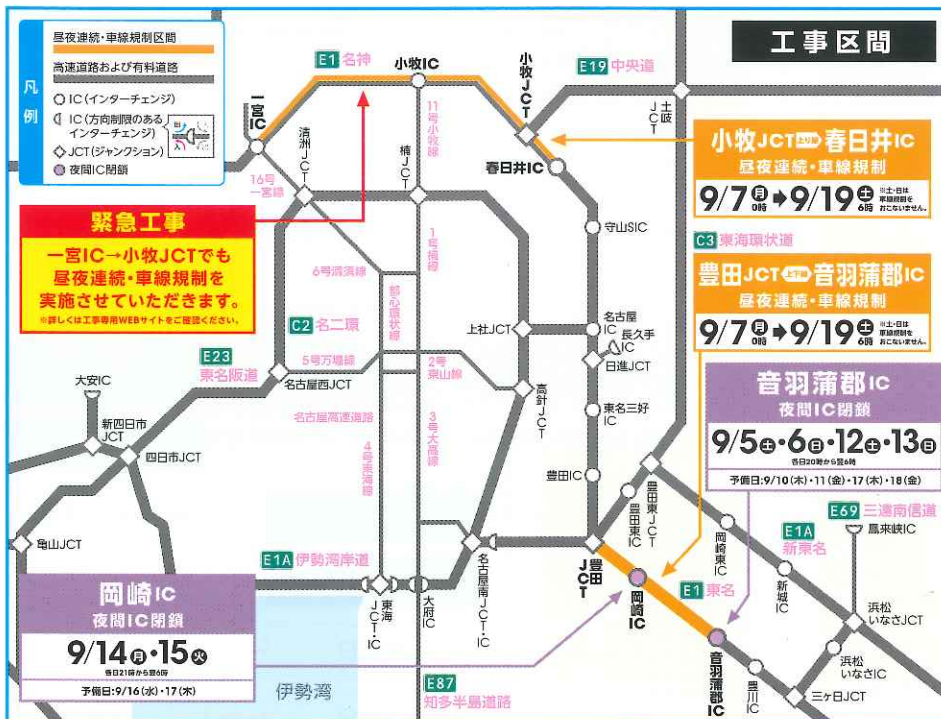 凡例
昼夜連続・車線規制区間
高速道路および有料道路
IC(インターチェンジ)
IC(方向制限のある
インターチェンジ)
JCT(ジャンクション)
夜間IC閉鎖
工事区間
E1 名神
小牧IC
小牧JCT
E19 中央道
土岐JCT
一宮IC
清洲JCT
11号小牧線
楠JCT
春日井IC
16号
一宮線
守山SIC
緊急工事
一宮IC→小牧JCTでも
昼夜連続・車線規制を
実施させていただきます。
※詳しくは工事専用WEBサイトをご確認ください。
小牧JCT 上り線 春日井IC
昼夜連続・車線規制
9/7(月)0時→9/19(土)6時
※土・日は
車線規制を
おこないません。
C3 東海環状道
豊田JCT 上下線 音羽蒲郡IC
昼夜連続・車線規制
9/7(月)0時→9/19(土)6時
※土・日は
車線規制を
おこないません。
1号楠線
6号清須線
都心環状線
C2 名二環
上社JCT
名古屋IC
長久手IC
日進JCT
E23
東名阪道
5号万場線
2号
東山線
名古屋西JCT
高針JCT
大安IC
新四日市
JCT
四日市JCT
名古屋高速道路
4号東海線
3号大高線
東名三好
IC
豊田IC
音羽蒲郡IC
夜間IC閉鎖
9/5(土)・6(日)・12(土)・13(日)
各日20時から翌6時
予備日:9/10(木)・11(金)・17(木)・18(金)
豊田東JCT
豊田東IC
岡崎東IC
E1A
新東名
E69 三遠南信道
鳳来峡IC
亀山JCT
E1A 伊勢湾岸道
名古屋南JCT・IC
豊田JCT
E1 東名
新城IC
浜松
いなさJCT
岡崎IC
夜間IC閉鎖
9/14(月)・15(火)
各日21時から翌6時
予備日:9/16(水)・17(木)
東海JCT・IC
大府IC
岡崎IC
音羽蒲郡IC
豊川IC
浜松
いなさIC
三ヶ日JCT
伊勢湾
E87
知多半島道路